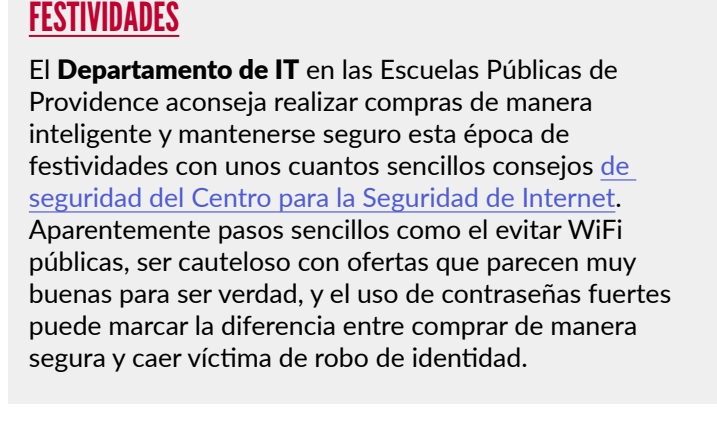 FESTIVIDADES
El Departamento de IT en las Escuelas Públicas de
Providence aconseja realizar compras de manera
inteligente y mantenerse seguro esta época de
festividades con unos cuantos sencillos consejos de
seguridad del Centro para la Seguridad de Internet.
Aparentemente pasos sencillos como el evitar WiFi
públicas, ser cauteloso con ofertas que parecen muy
buenas para ser verdad, y el uso de contraseñas fuertes
puede marcar la diferencia entre comprar de manera
segura y caer víctima de robo de identidad.